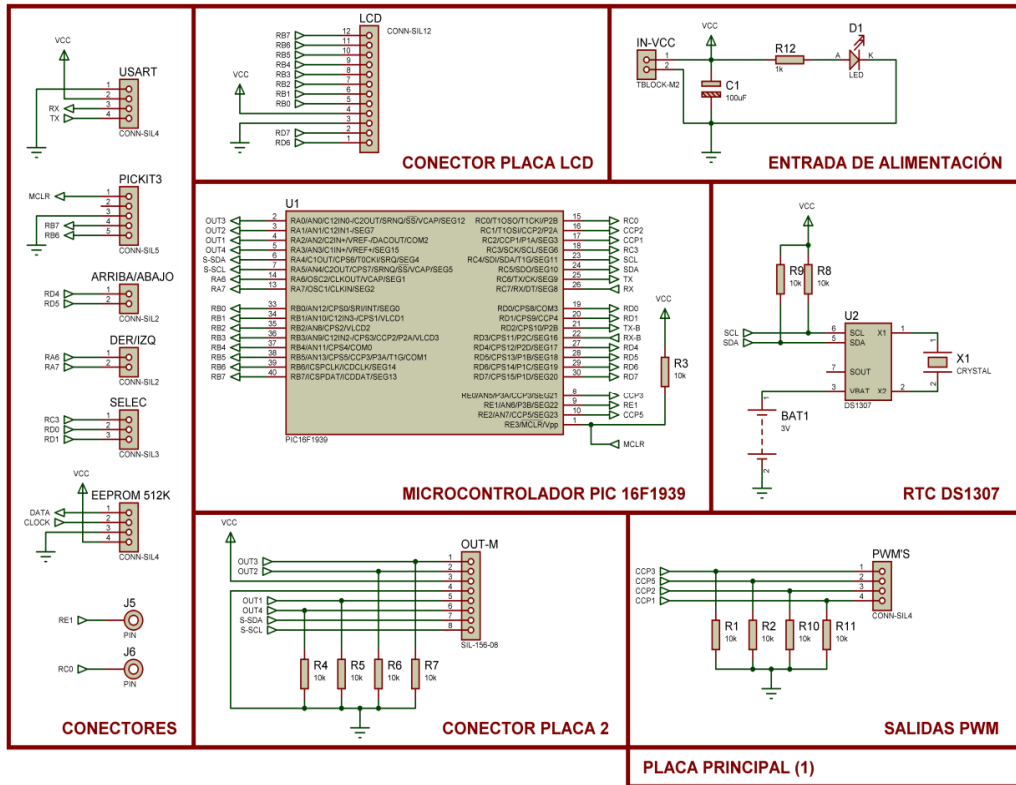 VCC
USART
1
2
RX 3
TX 4
CONN-SIL4
PICKIT3
MCLR 1
2
3
RB7 4
RB6 5
CONN-SIL5
ARRIBA/ABAJO
RD4 1
RD5 2
CONN-SIL2
DER/IZQ
RA6 1
RA7 2
CONN-SIL2
SELEC
RC3 1
RD0 2
RD1 3
CONN-SIL3
VCC
EEPROM 512K
DATA 1
CLOCK 2
3
4
CONN-SIL4
J5
RE1
PIN
J6
RC0
PIN
CONECTORES
LCD
CONN-SIL12
RB7 12
RB6 11
RB5 10
RB4 9
RB3 8
RB2 7
RB1 6
RB0 5
VCC
4
3
RD7 2
RD6 1
CONECTOR PLACA LCD
IN-VCC
1
2
TBLOCK-M2
VCC
C1
100uF
R12
1k
D1
A K
LED
ENTRADA DE ALIMENTACIÓN
U1
OUT3 2 RA0/AN0/C12IN0-/C2OUT/SRNQ/SS/VCAP/SEG12
OUT2 3 RA1/AN1/C12IN1-/SEG7
OUT1 4 RA2/AN2/C2IN+/VREF-/DACOUT/COM2
OUT4 5 RA3/AN3/C1IN+/VREF+/SEG15
S-SDA 6 RA4/C1OUT/CPS6/T0CKI/SRQ/SEG4
S-SCL 7 RA5/AN4/C2OUT/CPS7/SRNQ/SS/VCAP/SEG5
RA6 14 RA6/OSC2/CLKOUT/VCAP/SEG1
RA7 13 RA7/OSC1/CLKIN/SEG2
RB0 33 RB0/AN12/CPS0/SRI/INT/SEG0
RB1 34 RB1/AN10/C12IN3-/CPS1/VLCD1
RB2 35 RB2/AN8/CPS2/VLCD2
RB3 36 RB3/AN9/C12IN2-/CPS3/CCP2/P2A/VLCD3
RB4 37 RB4/AN11/CPS4/COM0
RB5 38 RB5/AN13/CPS5/CCP3/P3A/T1G/COM1
RB6 39 RB6/ICSPCLK/ICDCLK/SEG14
RB7 40 RB7/ICSPDAT/ICDDAT/SEG13
RC0/T1OSO/T1CKI/P2B 15 RC0
RC1/T1OSI/CCP2/P2A 16 CCP2
RC2/CCP1/P1A/SEG3 17 CCP1
RC3/SCK/SCL/SEG6 18 RC3
RC4/SDI/SDA/T1G/SEG11 23 SCL
RC5/SDO/SEG10 24 SDA
RC6/TX/CK/SEG9 25 TX
RC7/RX/DT/SEG8 26 RX
RD0/CPS8/COM3 19 RD0
RD1/CPS9/CCP4 20 RD1
RD2/CPS10/P2B 21 TX-B
RD3/CPS11/P2C/SEG16 22 RX-B
RD4/CPS12/P2D/SEG17 27 RD4
RD5/CPS13/P1B/SEG18 28 RD5
RD6/CPS14/P1C/SEG19 29 RD6
RD7/CPS15/P1D/SEG20 30 RD7
RE0/AN5/P3A/CCP3/SEG21 8 CCP3
RE1/AN6/P3B/SEG22 9 RE1
RE2/AN7/CCP5/SEG23 10 CCP5
RE3/MCLR/Vpp 1
MCLR
PIC16F1939
VCC
R3
10k
MICROCONTROLADOR PIC 16F1939
VCC
R9
10k
R8
10k
U2
SCL 6 SCL X1 1
SDA 5 SDA
7 SOUT
3 VBAT X2 2
DS1307
1
X1
CRYSTAL
2
1
BAT1
3V
2
RTC DS1307
VCC
OUT-M
OUT3 1
OUT2 2
3
4
OUT1 5
OUT4 6
S-SDA 7
S-SCL 8
SIL-156-08
R4
10k
R5
10k
R6
10k
R7
10k
CONECTOR PLACA 2
PWM'S
CCP3 1
CCP5 2
CCP2 3
CCP1 4
CONN-SIL4
R1
10k
R2
10k
R10
10k
R11
10k
SALIDAS PWM
PLACA PRINCIPAL (1)